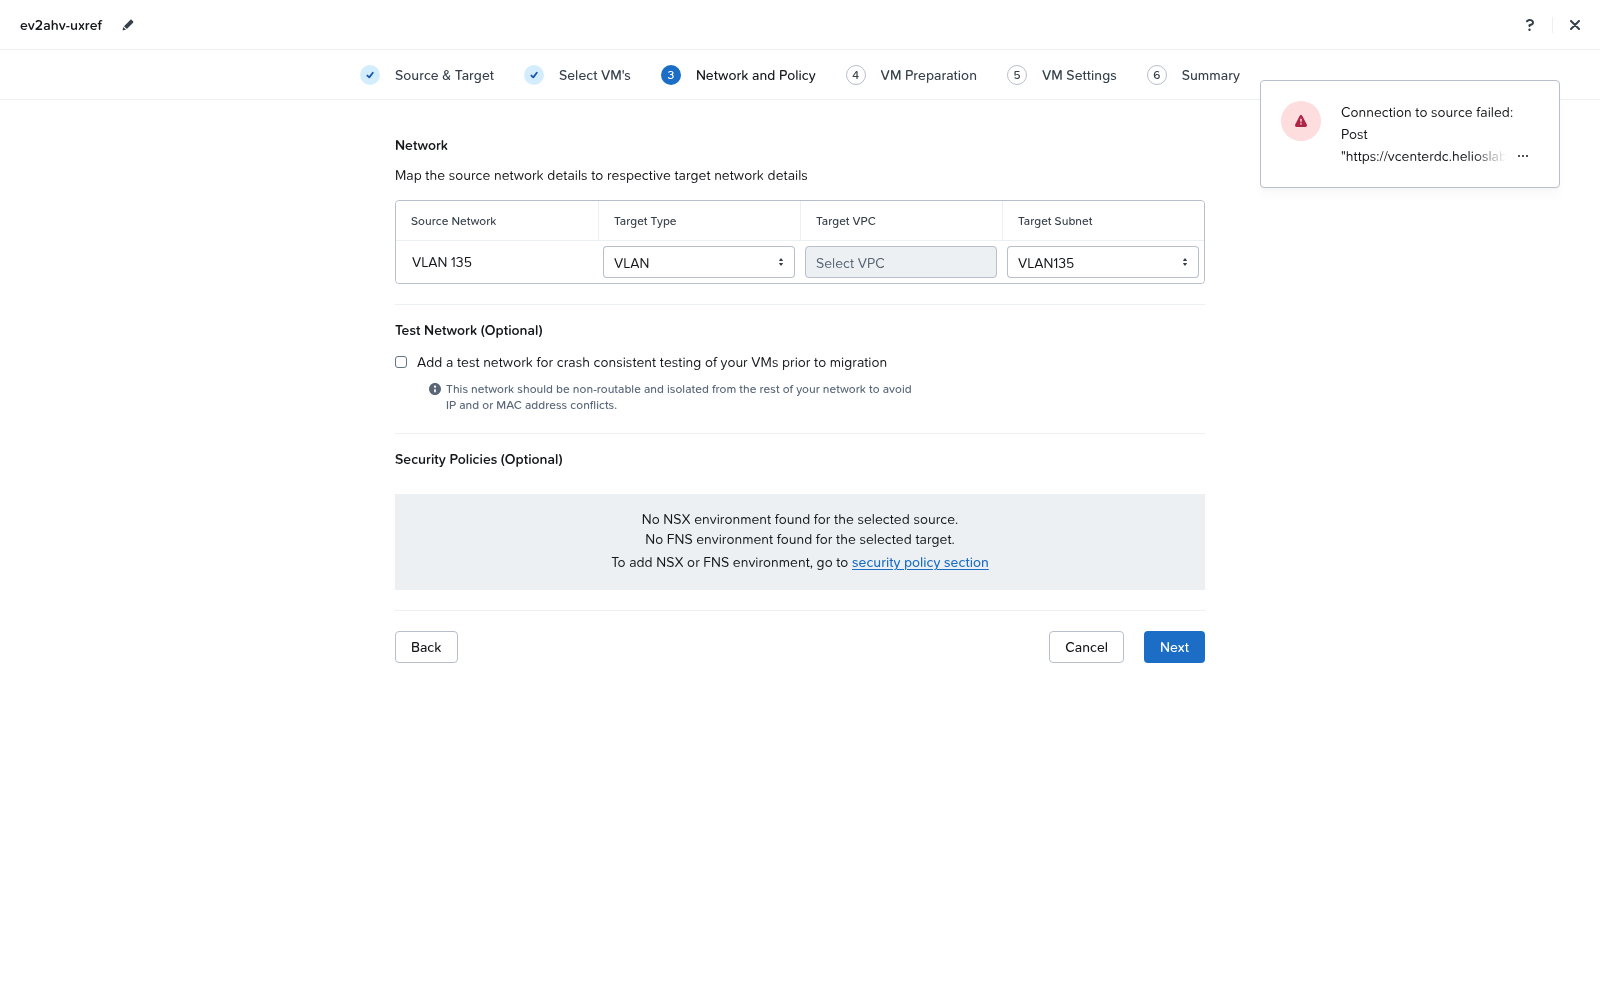 ev2ahv-uxref
?
Source & Target
Select VM's
3 Network and Policy
4 VM Preparation
5 VM Settings
6 Summary
Connection to source failed:
Post
"https://vcenterdc.helioslab ...
Network
Map the source network details to respective target network details
Source Network Target Type Target VPC Target Subnet
VLAN 135 VLAN Select VPC VLAN135
Test Network (Optional)
Add a test network for crash consistent testing of your VMs prior to migration
This network should be non-routable and isolated from the rest of your network to avoid
IP and or MAC address conflicts.
Security Policies (Optional)
No NSX environment found for the selected source.
No FNS environment found for the selected target.
To add NSX or FNS environment, go to security policy section
Back
Cancel
Next